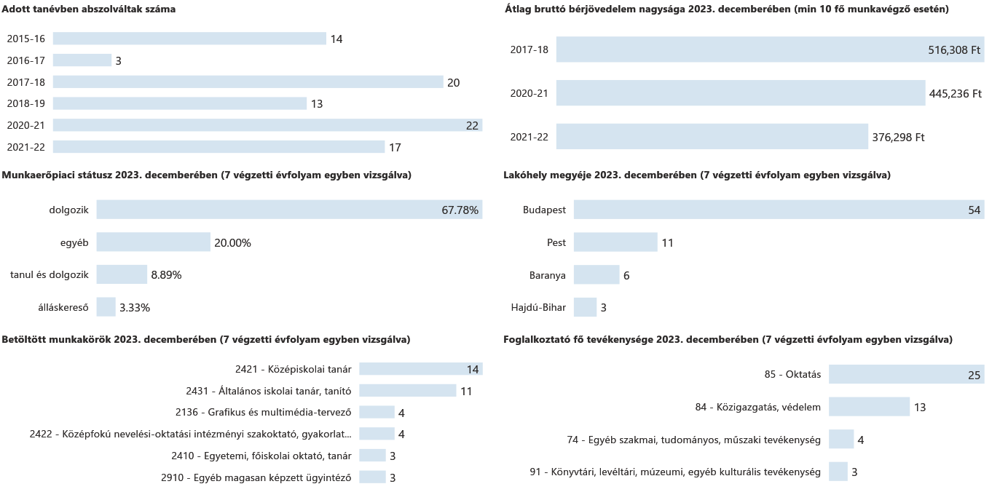 Adott tanévben abszolváltak száma
2015-16 14
2016-17 3
2017-18 20
2018-19 13
2020-21 22
2021-22 17
Átlag bruttó bérjövedelem nagysága 2023. decemberében (min 10 fő munkavégző esetén)
2017-18 516,308 Ft
2020-21 445,236 Ft
2021-22 376,298 Ft
Munkaerőpiaci státusz 2023. decemberében (7 végzetti évfolyam egyben vizsgálva)
dolgozik 67.78%
egyéb 20.00%
tanul és dolgozik 8.89%
álláskereső 3.33%
Lakóhely megyéje 2023. decemberében (7 végzetti évfolyam egyben vizsgálva)
Budapest 54
Pest 11
Baranya 6
Hajdú-Bihar 3
Betöltött munkakörök 2023. decemberében (7 végzetti évfolyam egyben vizsgálva)
2421 - Középiskolai tanár 14
2431 - Általános iskolai tanár, tanító 11
2136 - Grafikus és multimédia-tervező 4
2422 - Középfokú nevelési-oktatási intézményi szakoktató, gyakorlat... 4
2410 - Egyetemi, főiskolai oktató, tanár 3
2910 - Egyéb magasan képzett ügyintéző 3
Foglalkoztató fő tevékenysége 2023. decemberében (7 végzetti évfolyam egyben vizsgálva)
85 - Oktatás 25
84 - Közigazgatás, védelem 13
74 - Egyéb szakmai, tudományos, műszaki tevékenység 4
91 - Könyvtári, levéltári, múzeumi, egyéb kulturális tevékenység 3